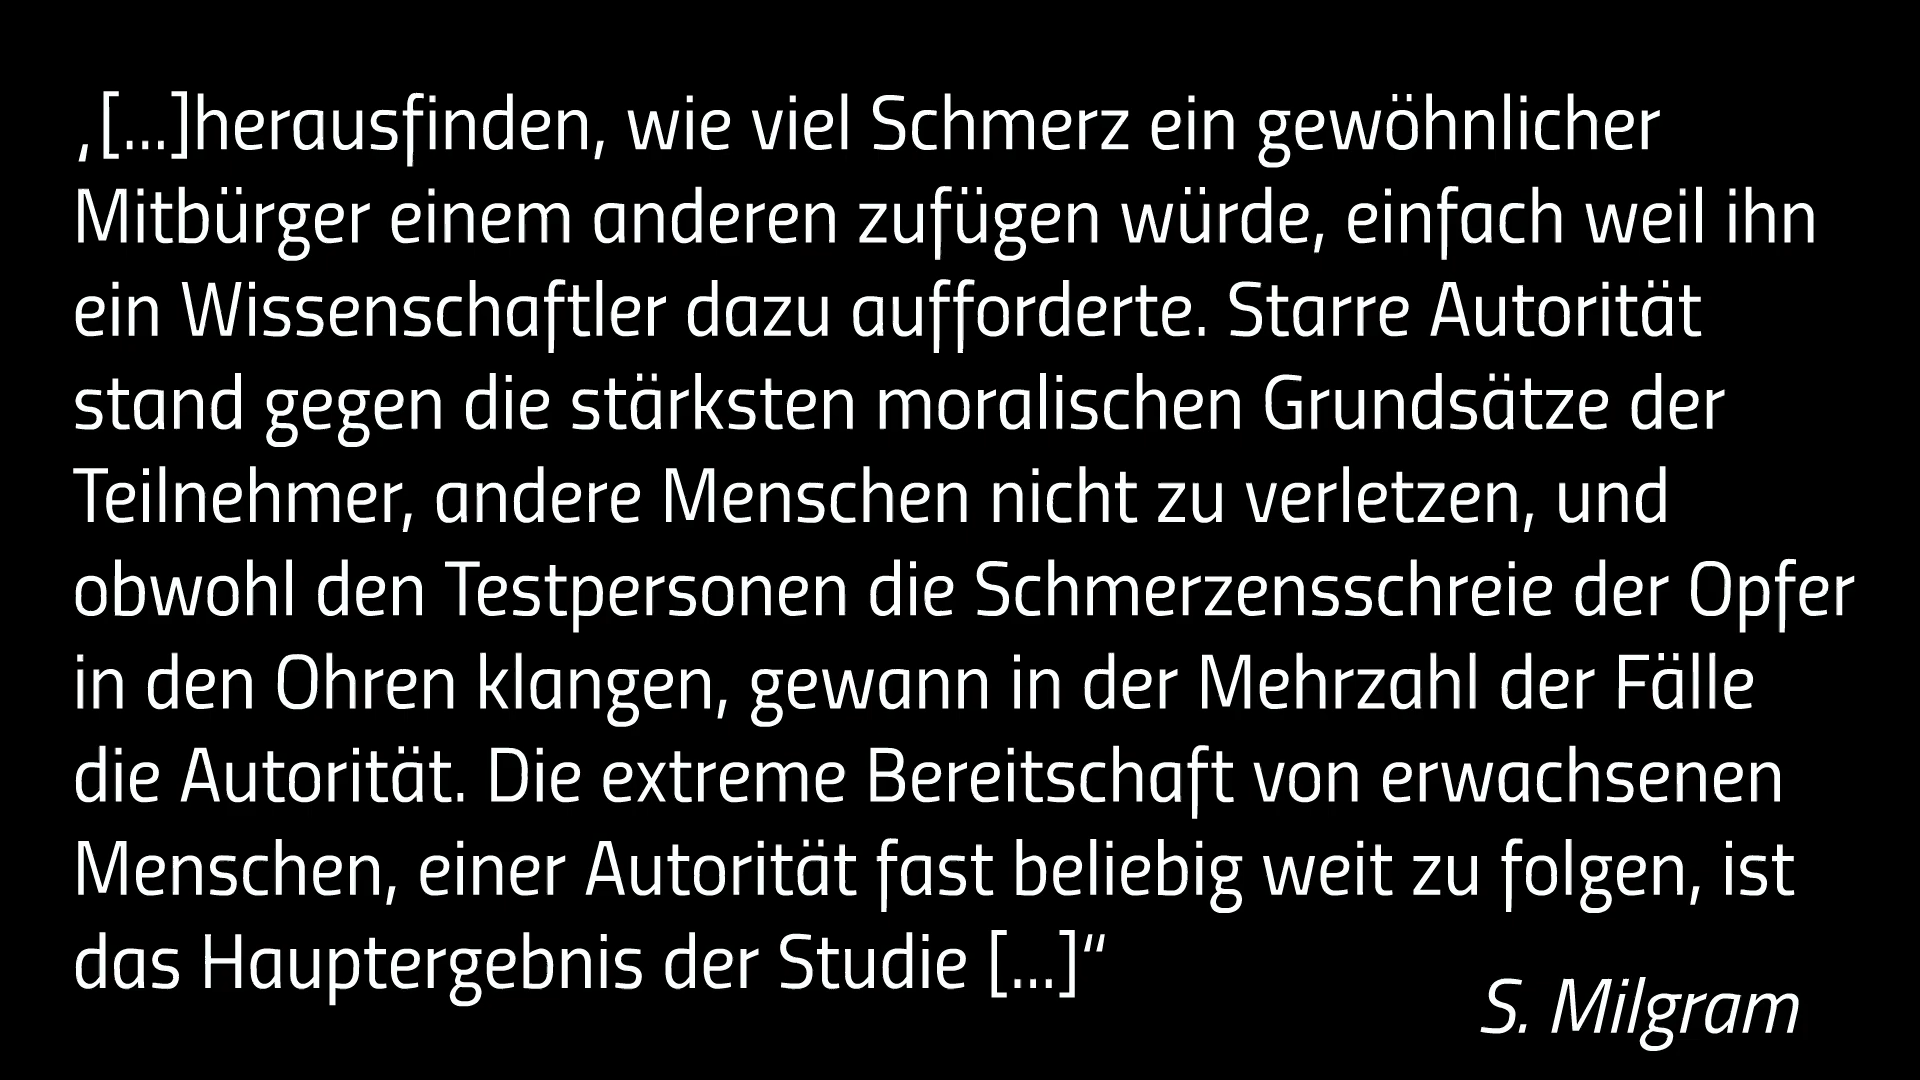 ‚[...]herausfinden, wie viel Schmerz ein gewöhnlicher
Mitbürger einem anderen zufügen würde, einfach weil ihn
ein Wissenschaftler dazu aufforderte. Starre Autorität
stand gegen die stärksten moralischen Grundsätze der
Teilnehmer, andere Menschen nicht zu verletzen, und
obwohl den Testpersonen die Schmerzensschreie der Opfer
in den Ohren klangen, gewann in der Mehrzahl der Fälle
die Autorität. Die extreme Bereitschaft von erwachsenen
Menschen, einer Autorität fast beliebig weit zu folgen, ist
das Hauptergebnis der Studie [...]“
S. Milgram